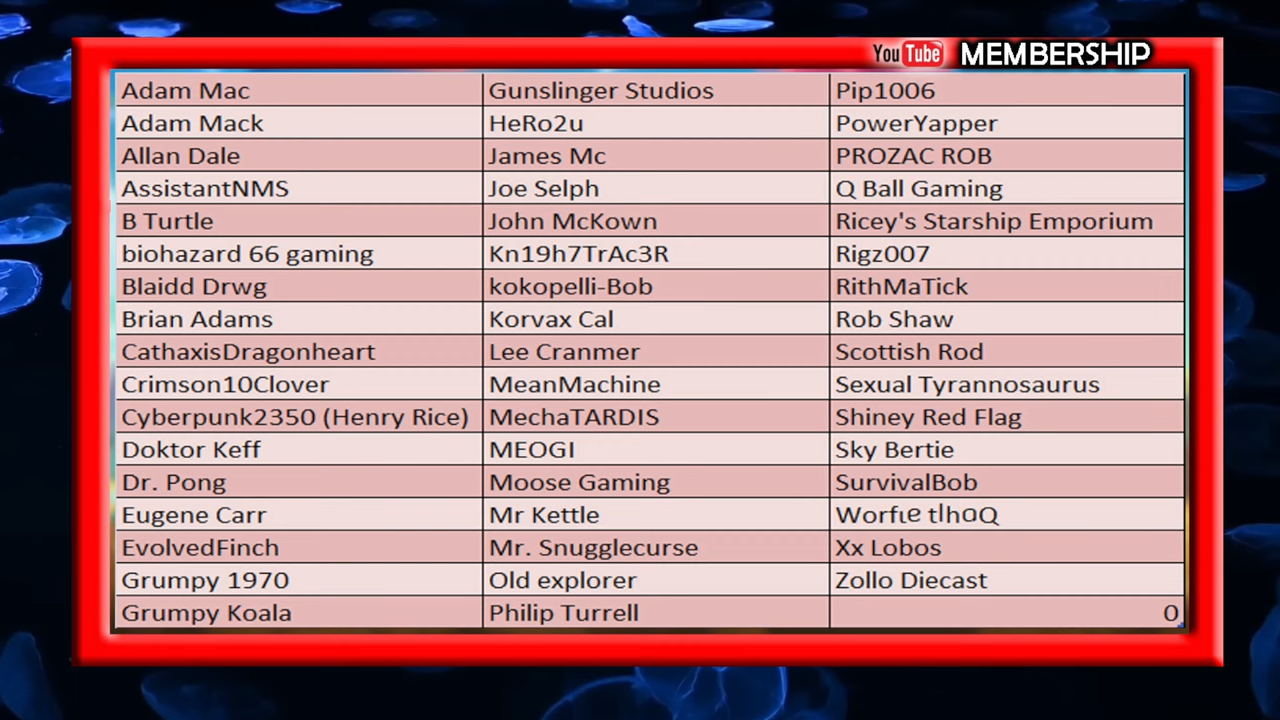 YouTube MEMBERSHIP
Adam Mac Gunslinger Studios Pip1006
Adam Mack HeRo2u PowerYapper
Allan Dale James Mc PROZAC ROB
AssistantNMS Joe Selph Q Ball Gaming
B Turtle John McKown Ricey's Starship Emporium
biohazard 66 gaming Kn19h7TrAc3R Rigz007
Blaidd Drwg kokopelli-Bob RithMaTick
Brian Adams Korvax Cal Rob Shaw
CathaxisDragonheart Lee Cranmer Scottish Rod
Crimson10Clover MeanMachine Sexual Tyrannosaurus
Cyberpunk2350 (Henry Rice) MechaTARDIS Shiney Red Flag
Doktor Keff MEOGI Sky Bertie
Dr. Pong Moose Gaming SurvivalBob
Eugene Carr Mr Kettle Worfɩҽ tlhɑQ
EvolvedFinch Mr. Snugglecurse Xx Lobos
Grumpy 1970 Old explorer Zollo Diecast
Grumpy Koala Philip Turrell 0